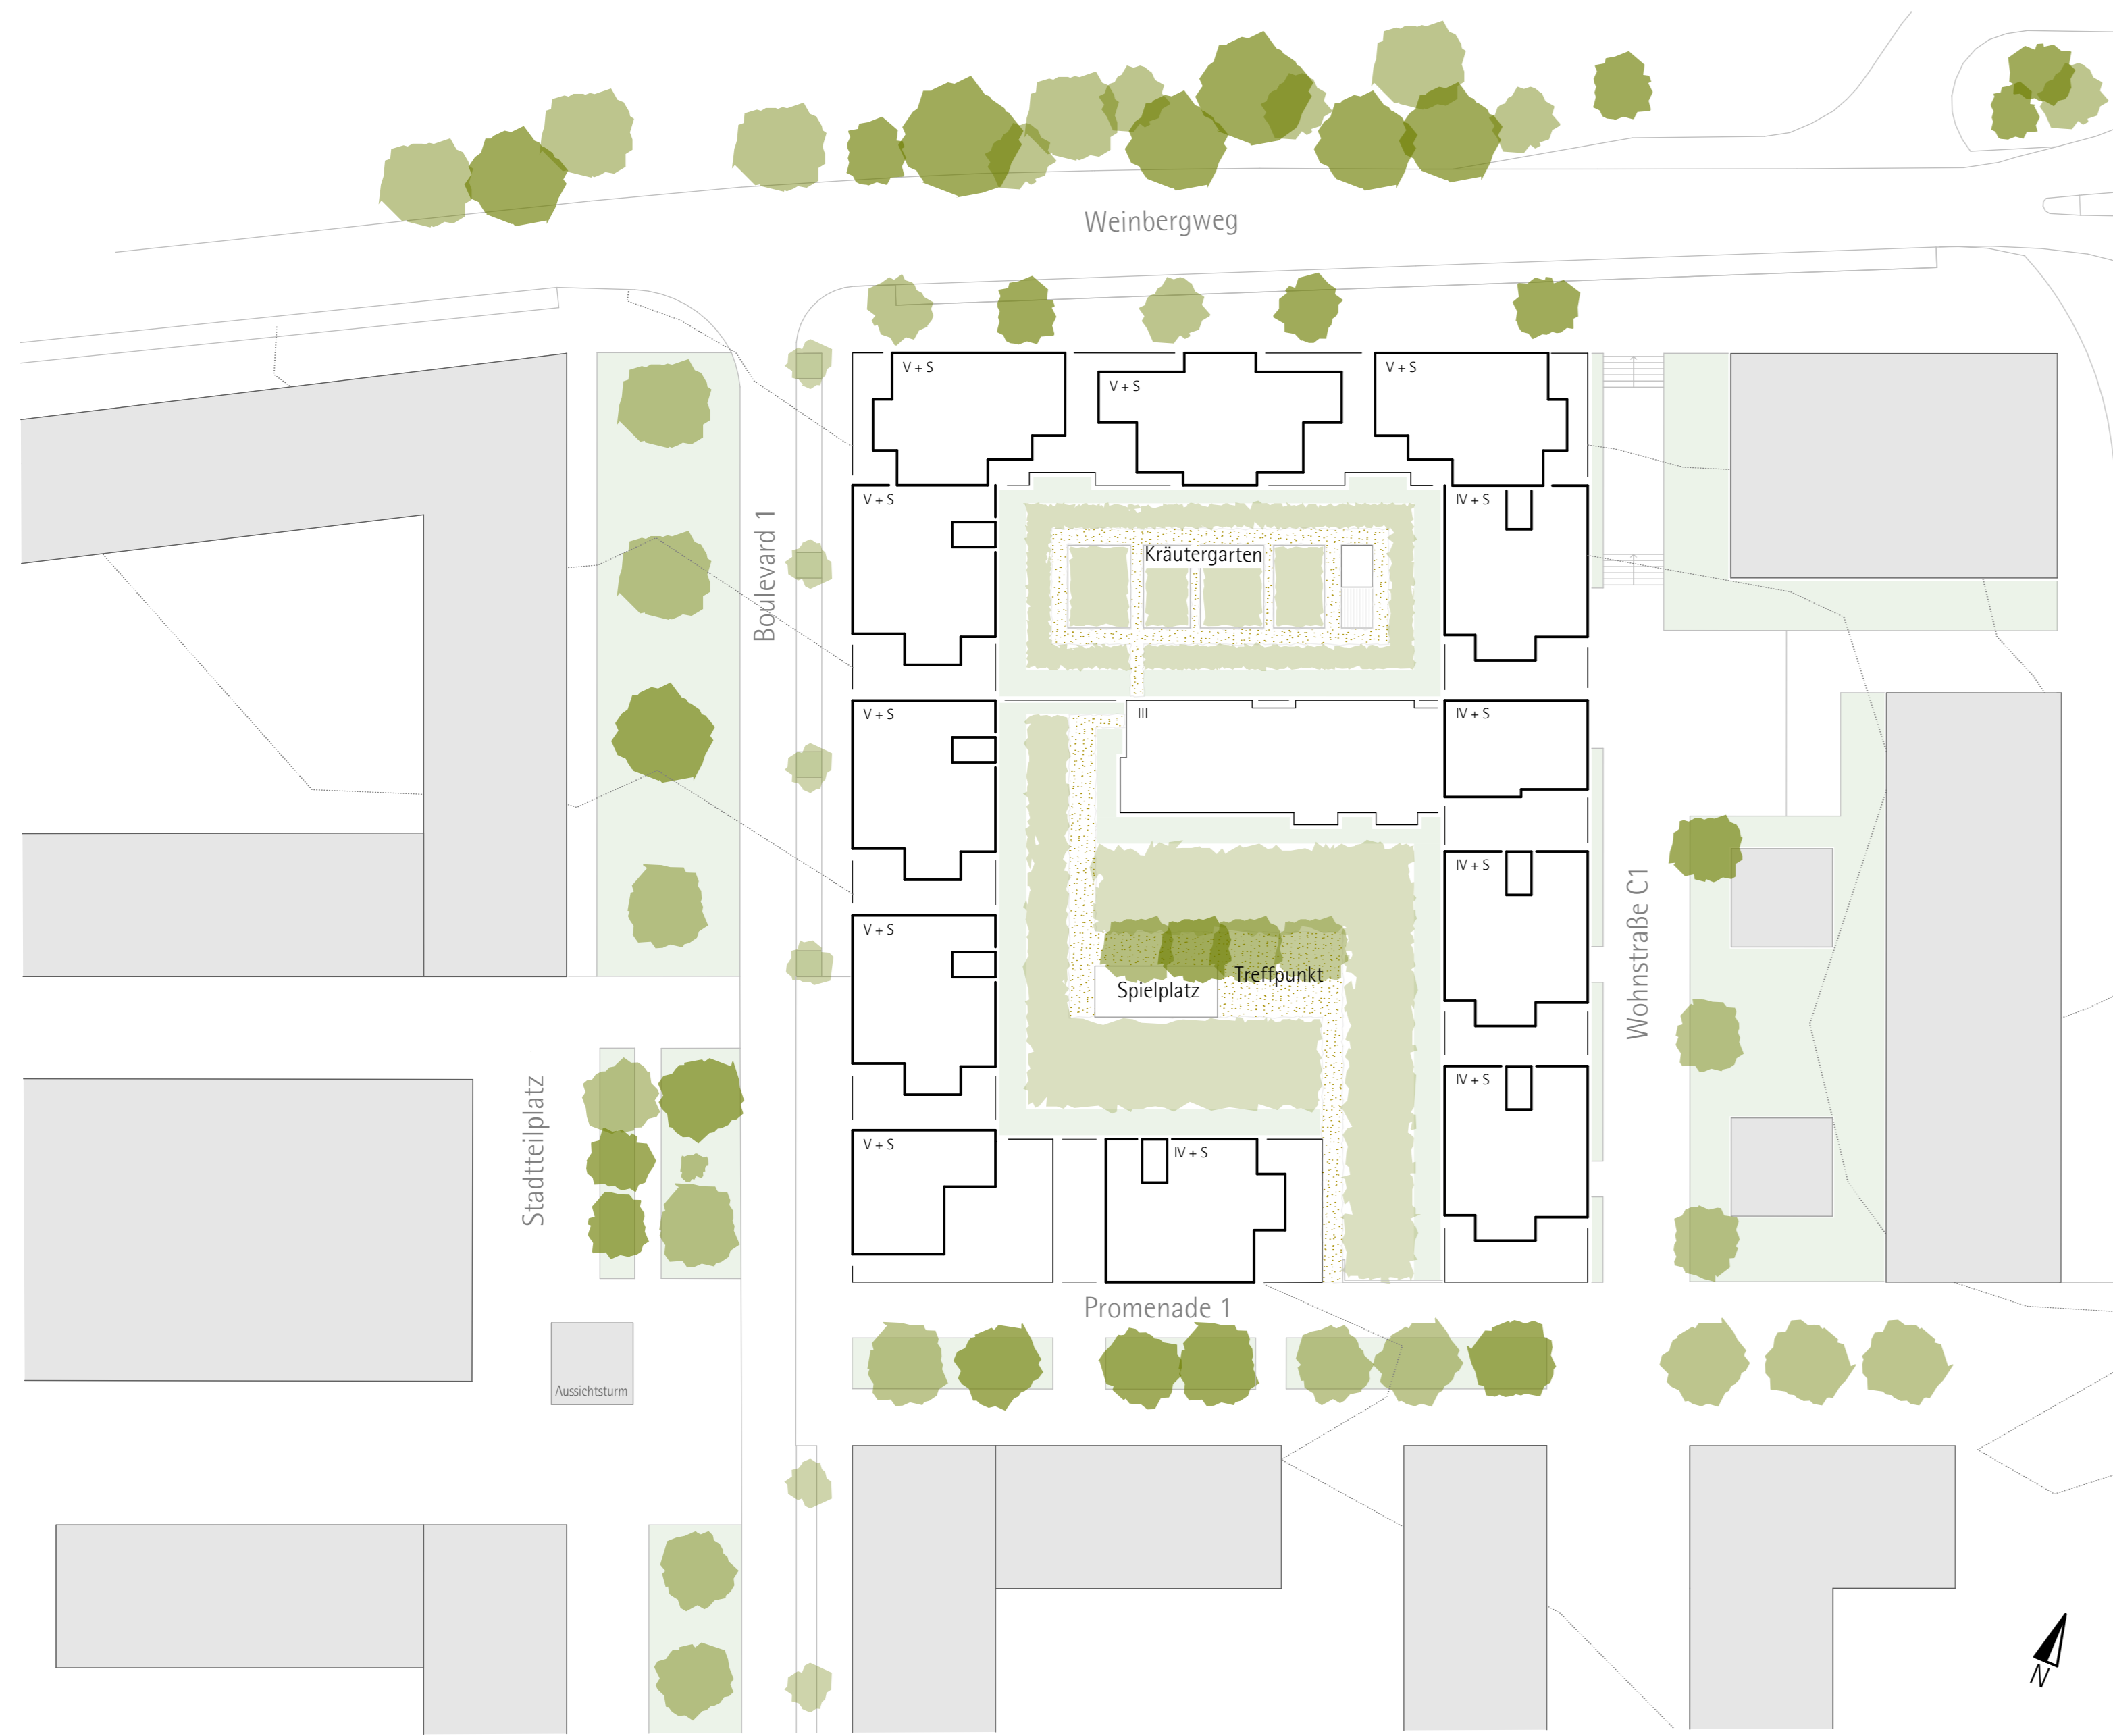 Weinbergweg
V + S
V + S
V + S
V + S
IV + S
Boulevard 1
Kräutergarten
V + S
III
IV + S
IV + S
Wohnstraße C1
V + S
Treffpunkt
Spielplatz
IV + S
Stadtteilplatz
V + S
IV + S
Promenade 1
Aussichtsturm
N